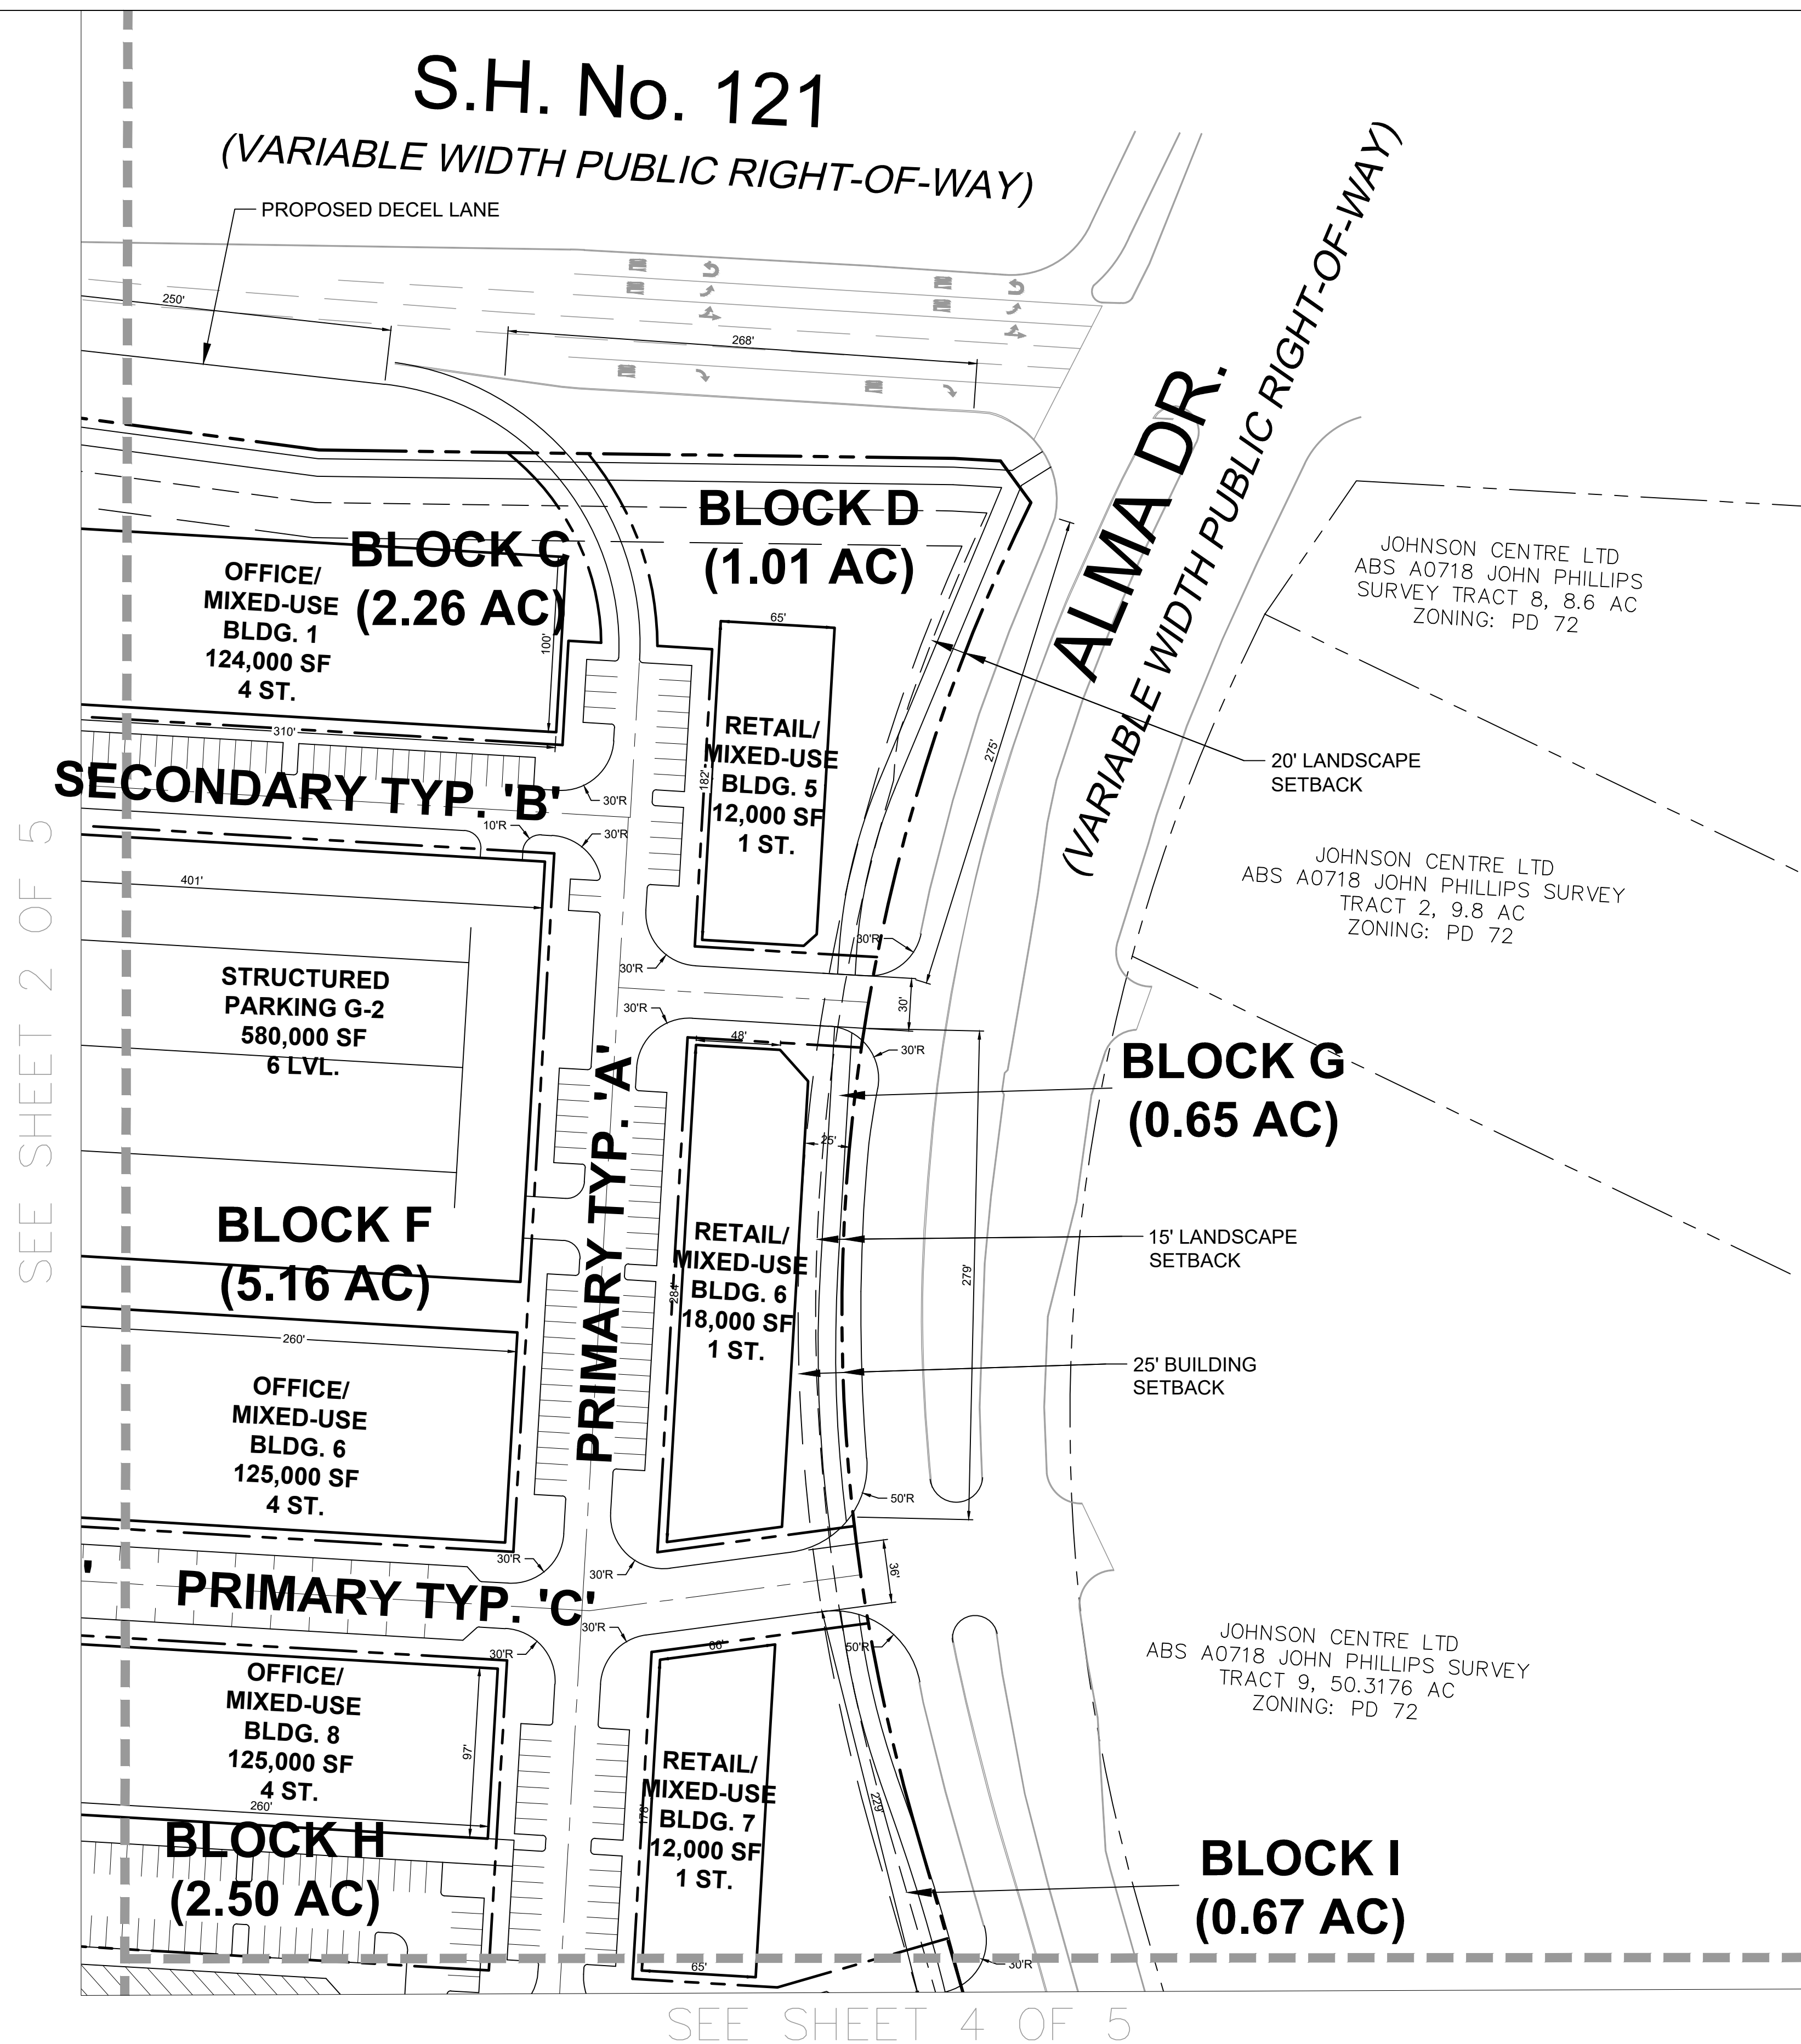 S.H. No. 121
(VARIABLE WIDTH PUBLIC RIGHT-OF-WAY)
PROPOSED DECEL LANE
250'
268'
ALMA DR.
(VARIABLE WIDTH PUBLIC RIGHT-OF-WAY)
BLOCK C
(2.26 AC)
BLOCK D
(1.01 AC)
OFFICE/
MIXED-USE
BLDG. 1
124,000 SF
4 ST.
100'
310'
65'
RETAIL/
MIXED-USE
BLDG. 5
12,000 SF
1 ST.
182'
275'
20' LANDSCAPE
SETBACK
JOHNSON CENTRE LTD
ABS A0718 JOHN PHILLIPS
SURVEY TRACT 8, 8.6 AC
ZONING: PD 72
SECONDARY TYP. 'B'
30'R
10'R
30'R
JOHNSON CENTRE LTD
ABS A0718 JOHN PHILLIPS SURVEY
TRACT 2, 9.8 AC
ZONING: PD 72
401'
STRUCTURED
PARKING G-2
580,000 SF
6 LVL.
30'R
30'R
30'R
30'
48'
30'R
BLOCK G
(0.65 AC)
PRIMARY TYP. 'A'
25'
BLOCK F
(5.16 AC)
RETAIL/
MIXED-USE
BLDG. 6
18,000 SF
1 ST.
284'
279'
15' LANDSCAPE
SETBACK
25' BUILDING
SETBACK
260'
OFFICE/
MIXED-USE
BLDG. 6
125,000 SF
4 ST.
50'R
30'R
30'R
36'
'
PRIMARY TYP. 'C'
30'R
30'R
66'
50'R
OFFICE/
MIXED-USE
BLDG. 8
125,000 SF
4 ST.
97'
260'
RETAIL/
MIXED-USE
BLDG. 7
12,000 SF
1 ST.
178'
229'
JOHNSON CENTRE LTD
ABS A0718 JOHN PHILLIPS SURVEY
TRACT 9, 50.3176 AC
ZONING: PD 72
BLOCK H
(2.50 AC)
BLOCK I
(0.67 AC)
65'
30'R
SEE SHEET 2 OF 5
SEE SHEET 4 OF 5